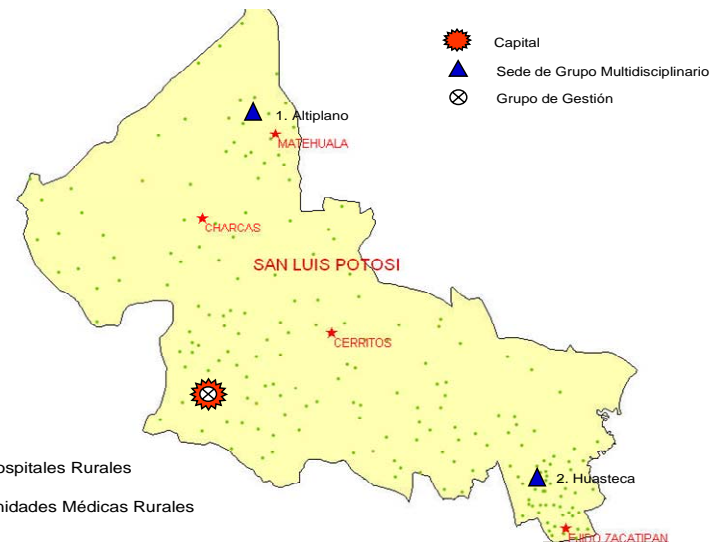 Capital
Sede de Grupo Multidisciplinario
Grupo de Gestión
1. Altiplano
MATEHUALA
CHARCAS
SAN LUIS POTOSI
CERRITOS
ospitales Rurales
2. Huasteca
nidades Médicas Rurales
EJIDO ZACATIPAN